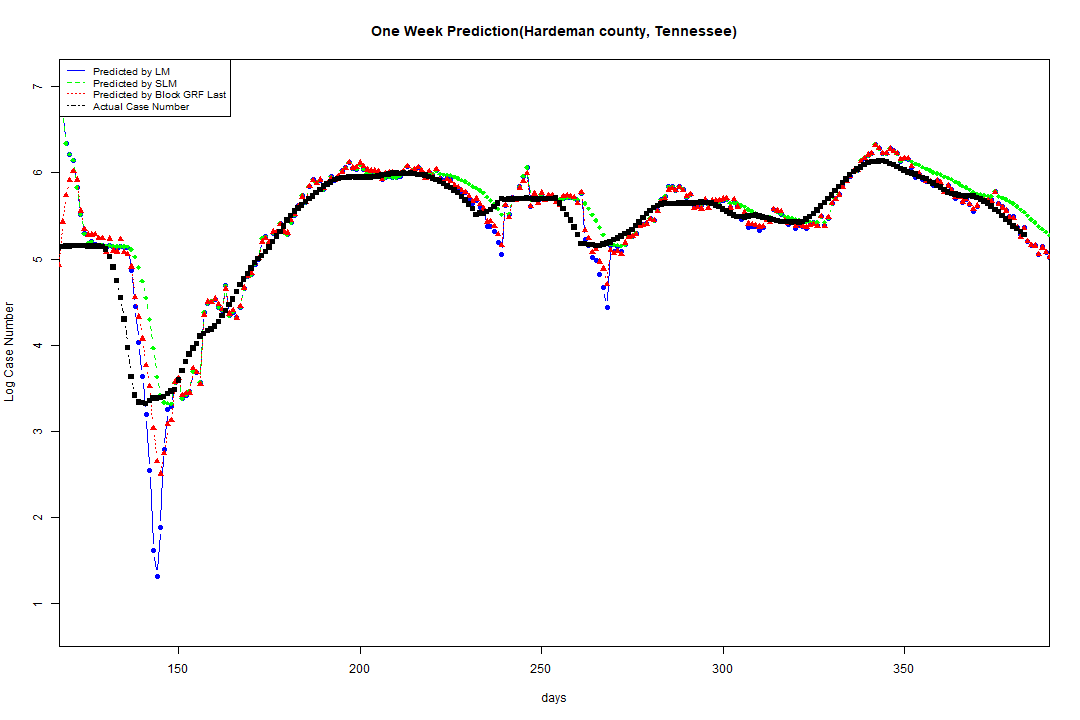 One Week Prediction(Hardeman county, Tennessee)
Predicted by LM
Predicted by SLM
Predicted by Block GRF Last
Actual Case Number
7
6
5
4
3
2
1
Log Case Number
150 200 250 300 350
days